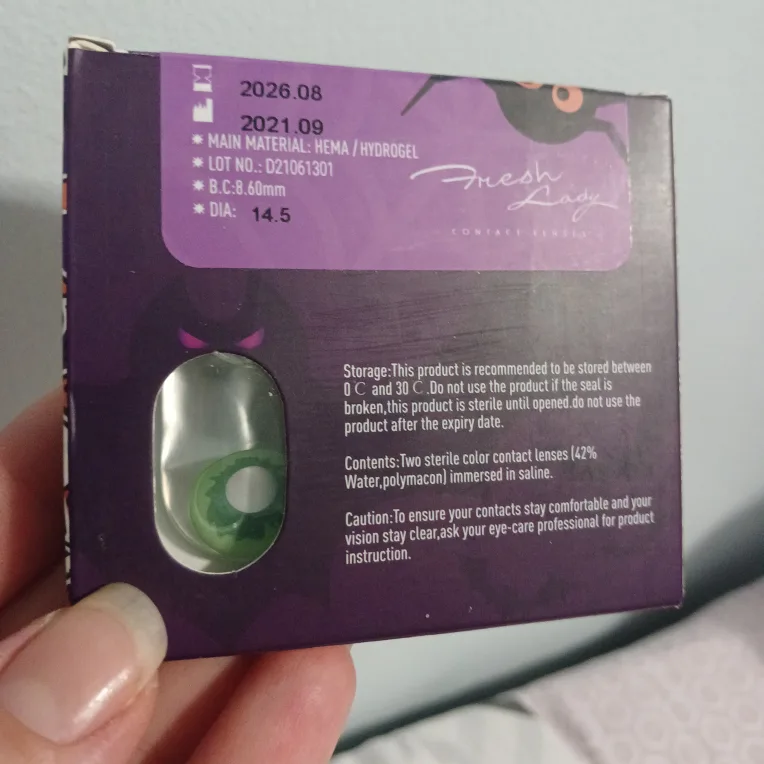 2026.08
2021.09
✷ MAIN MATERIAL: HEMA / HYDROGEL
✷ LOT NO.: D21061301
✷ B.C:8.60mm
✷ DIA: 14.5
Fresh
Lady
CONTACT LENSES
Storage:This product is recommended to be stored between
0℃ and 30℃.Do not use the product if the seal is
broken,this product is sterile until opened.do not use the
product after the expiry date.
Contents:Two sterile color contact lenses (42%
Water,polymacon) immersed in saline.
Caution:To ensure your contacts stay comfortable and your
vision stay clear,ask your eye-care professional for product
instruction.